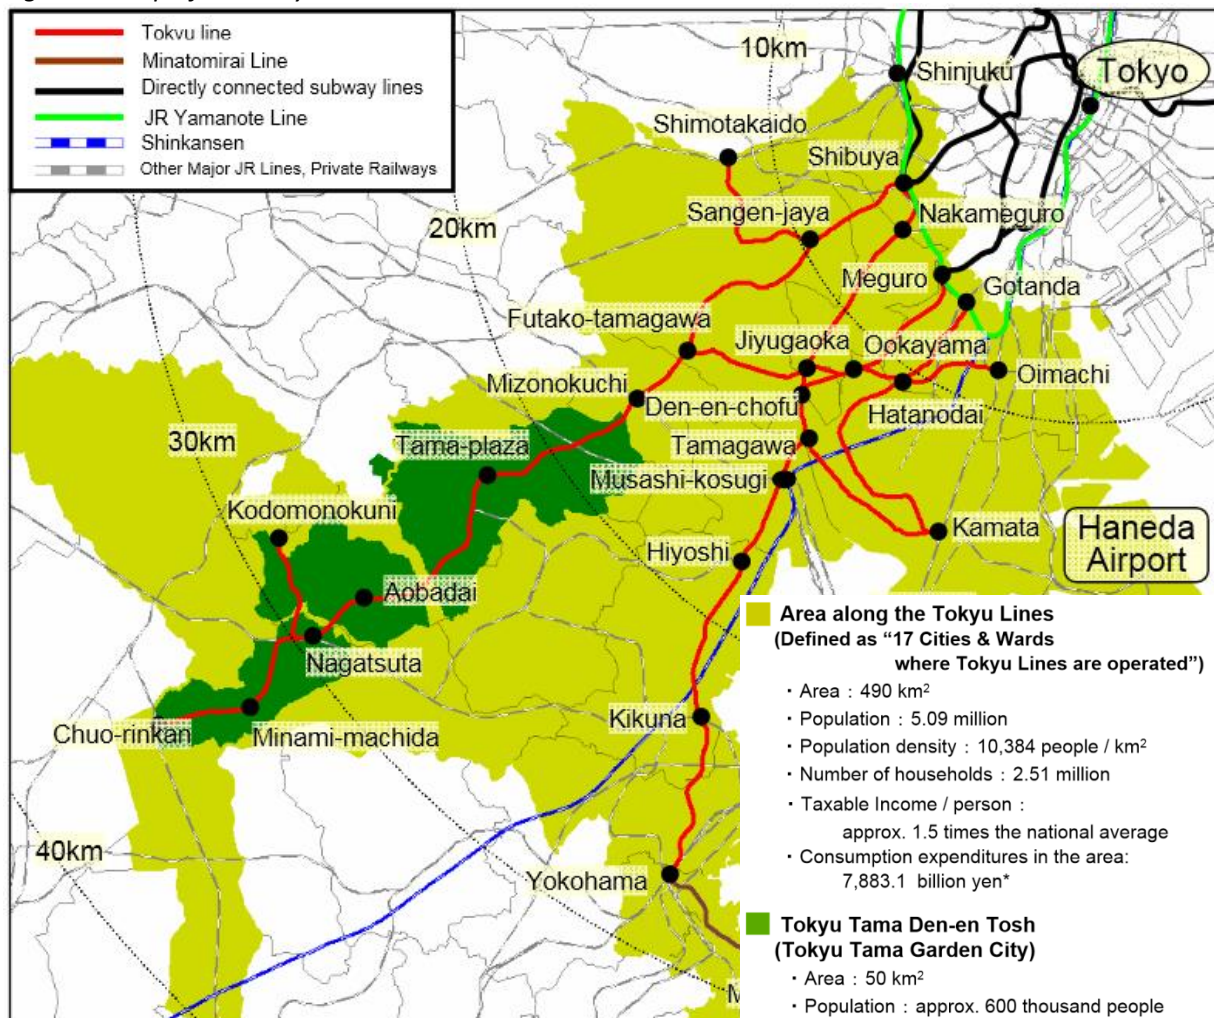 Tokvu line
Minatomirai Line
Directly connected subway lines
JR Yamanote Line
Shinkansen
Other Major JR Lines, Private Railways
10km
Shinjuku
Tokyo
Shimotakaido
Shibuya
Sangen-jaya
Nakameguro
20km
Meguro
Gotanda
Futako-tamagawa
Jiyugaoka
Ookayama
Mizonokuchi
Oimachi
Den-en-chofu
Hatanodai
30km
Tama-plaza
Tamagawa
Musashi-kosugi
Kodomonokuni
Kamata
Haneda
Airport
Hiyoshi
Aobadai
Nagatsuta
Kikuna
Chuo-rinkan
Minami-machida
40km
Yokohama
Area along the Tokyu Lines
(Defined as “17 Cities & Wards
where Tokyu Lines are operated”)
・Area : 490 km²
・Population : 5.09 million
・Population density : 10,384 people / km²
・Number of households : 2.51 million
・Taxable Income / person :
approx. 1.5 times the national average
・Consumption expenditures in the area:
7,883.1 billion yen*
Tokyu Tama Den-en Tosh
(Tokyu Tama Garden City)
・Area : 50 km²
・Population : approx. 600 thousand people